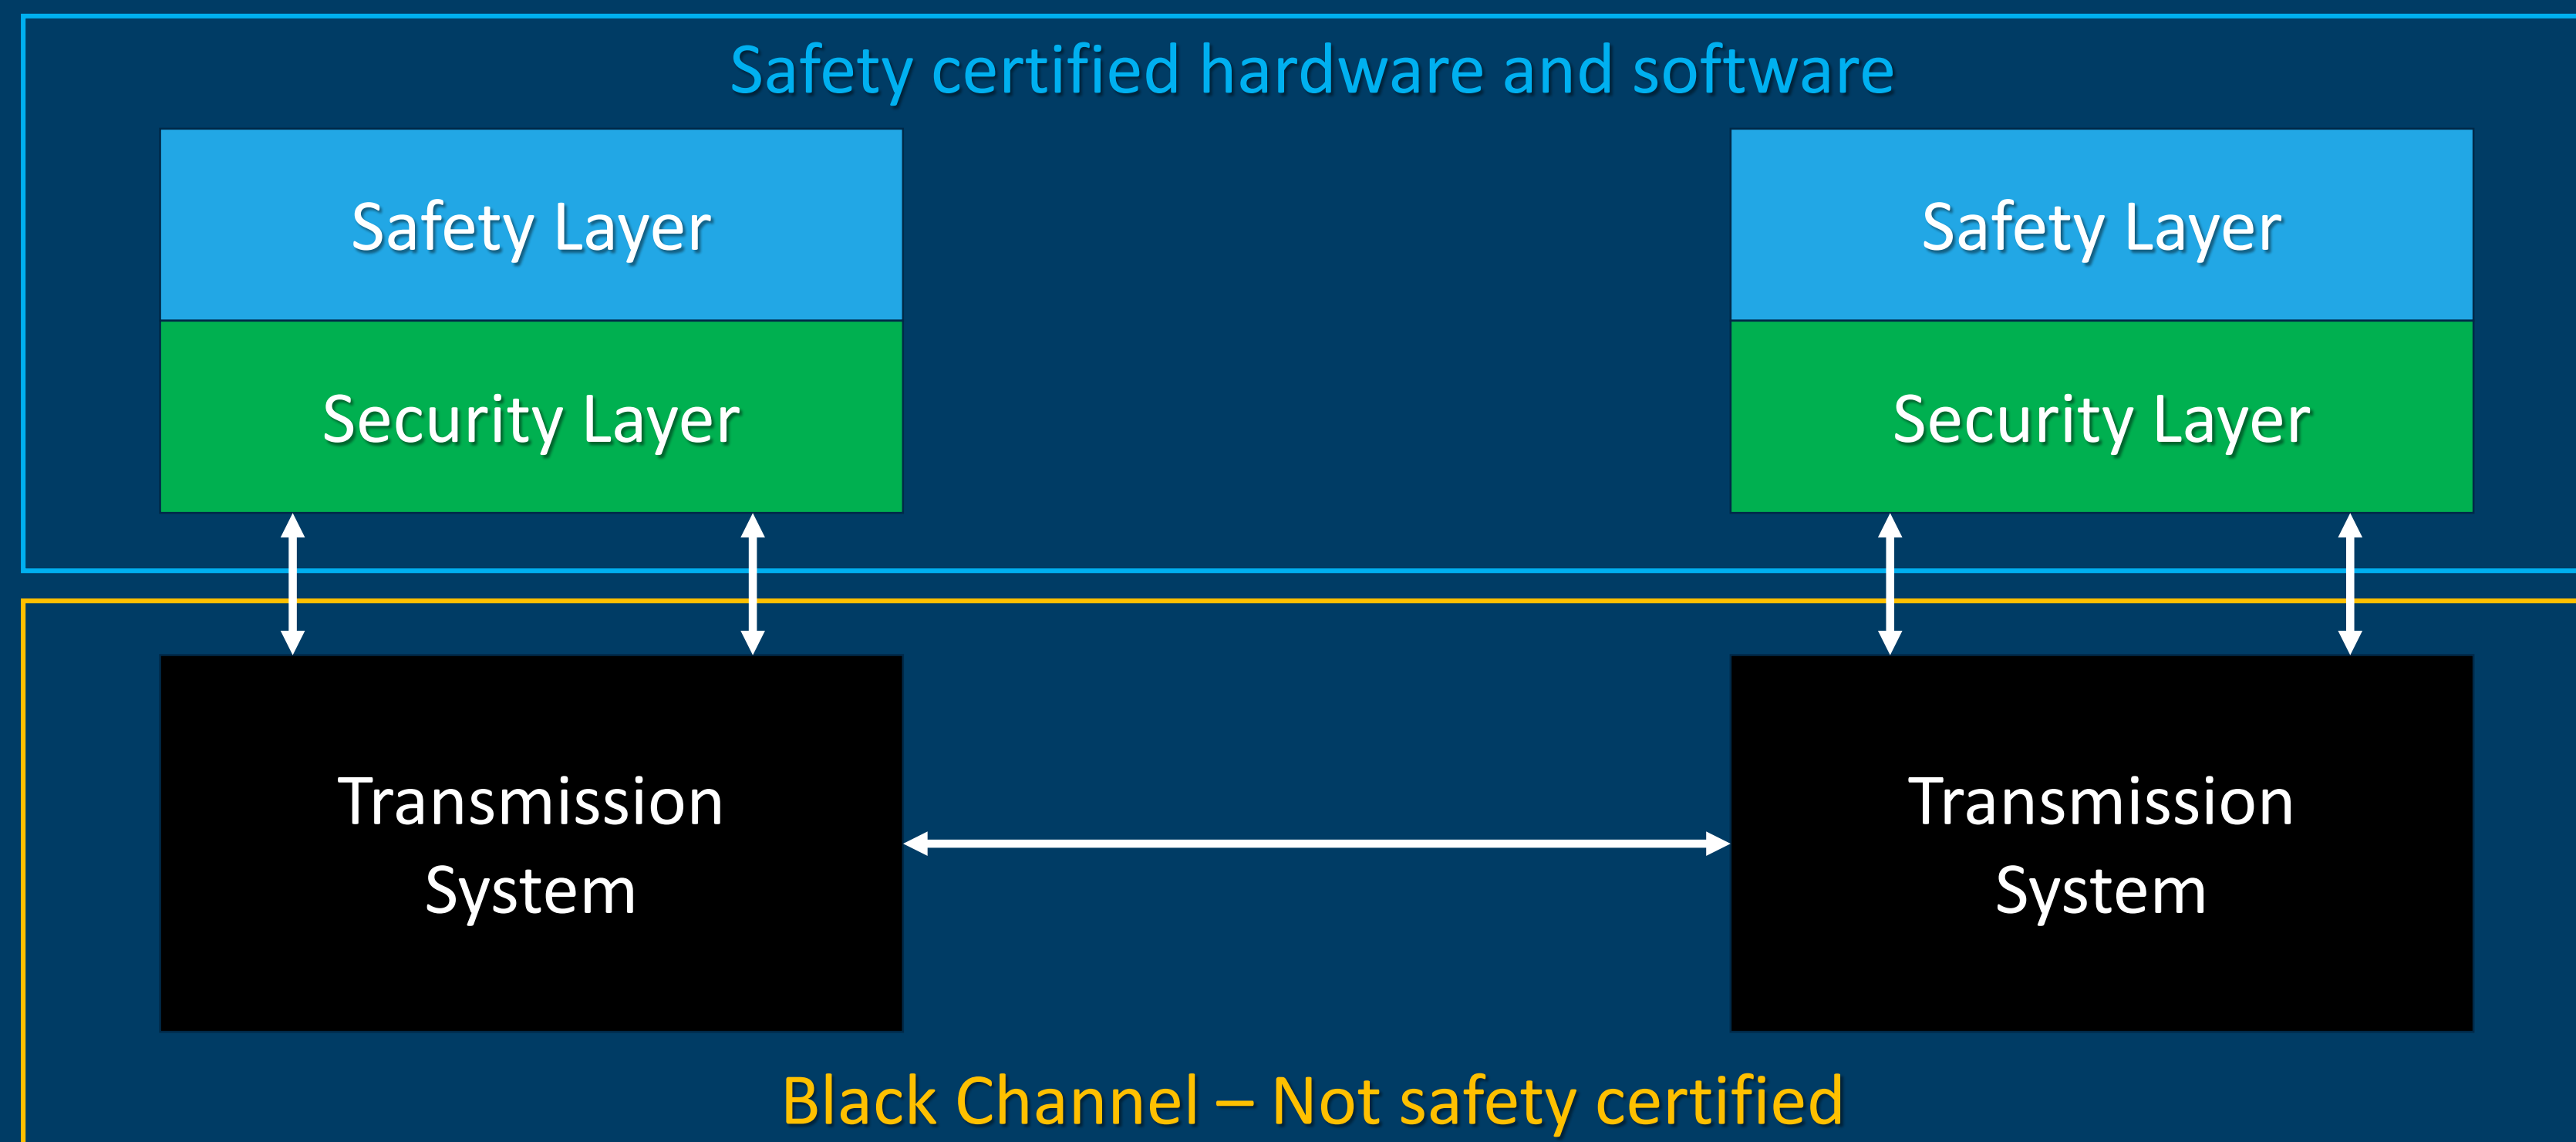 Safety certified hardware and software
Safety Layer
Safety Layer
Security Layer
Security Layer
Transmission
System
Transmission
System
Black Channel – Not safety certified